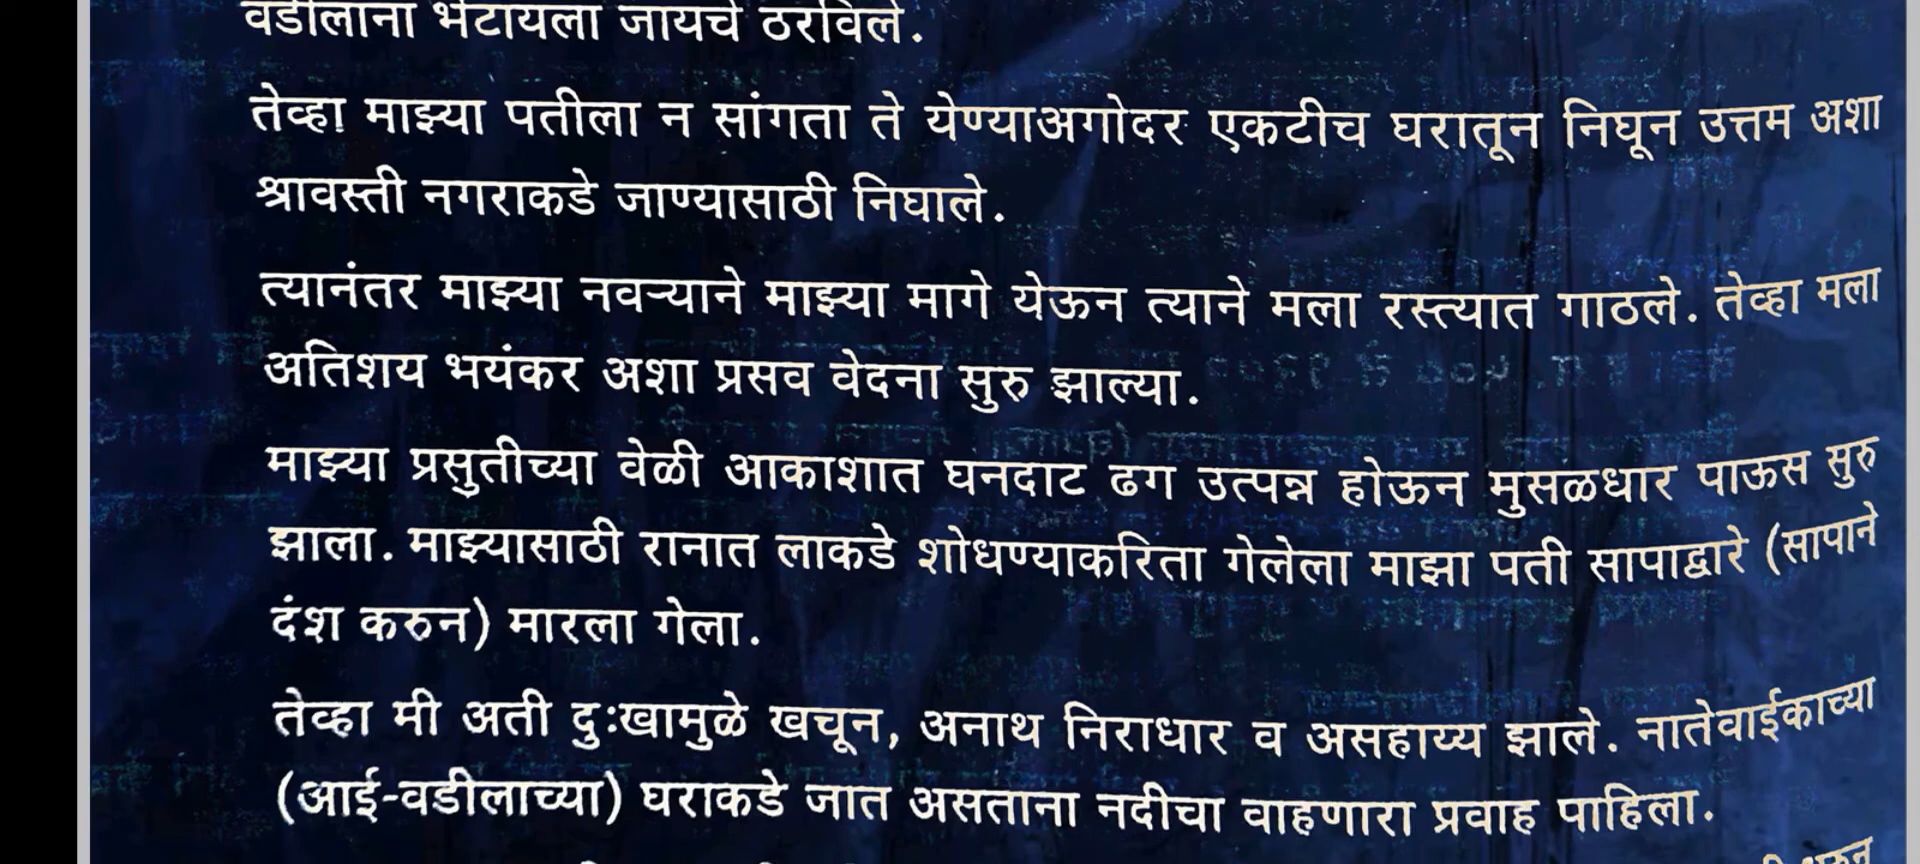 वडीलांना भेटायला जायचे ठरविले.
तेव्हा माझ्या पतीला न सांगता ते येण्याअगोदर एकटीच घरातून निघून उत्तम अशा
श्रावस्ती नगराकडे जाण्यासाठी निघाले.
त्यानंतर माझ्या नवऱ्याने माझ्या मागे येऊन त्याने मला रस्त्यात गाठले. तेव्हा मला
अतिशय भयंकर अशा प्रसव वेदना सुरु झाल्या.
माझ्या प्रसुतीच्या वेळी आकाशात घनदाट ढग उत्पन्न होऊन मुसळधार पाऊस सुरु
झाला. माझ्यासाठी रानात लाकडे शोधण्याकरिता गेलेला माझा पती सापाद्वारे (सापाने
दंश करुन) मारला गेला.
तेव्हा मी अती दुःखामुळे खचून, अनाथ निराधार व असहाय्य झाले. नातेवाईकाच्या
(आई-वडीलाच्या) घराकडे जात असताना नदीचा वाहणारा प्रवाह पाहिला.